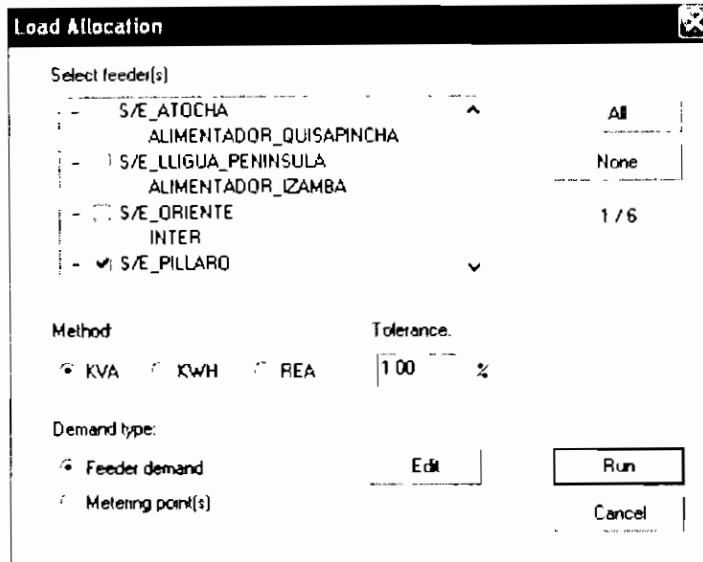 Load Allocation
Select feeder(s)
S/E_ATOCHA
ALIMENTADOR_QUISAPINCHA
All
S/E_LLIGUA_PENINSULA
None
ALIMENTADOR_IZAMBA
S/E_ORIENTE
1 / 6
INTER
S/E_PILLARO
Method
Tolerance.
KVA KWH REA
1.00 %
Demand type:
Feeder demand
Edit
Run
Metering point(s)
Cancel